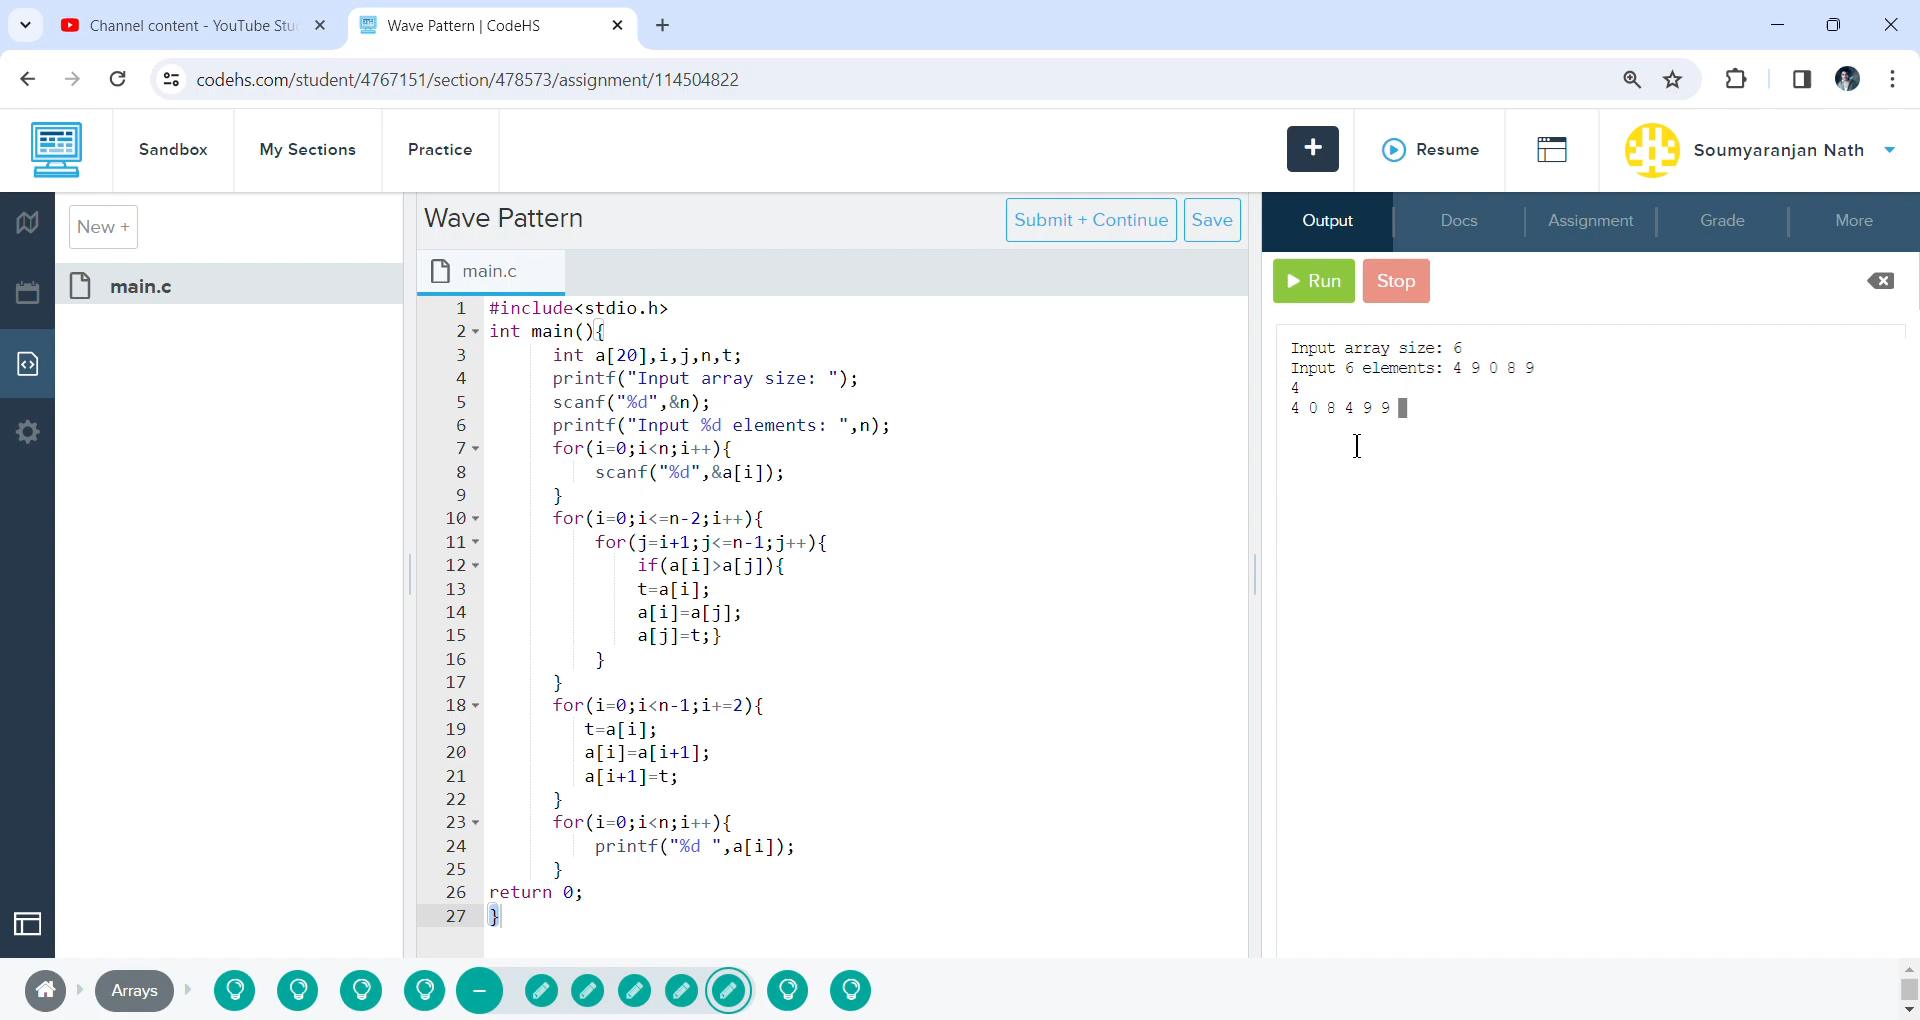 Channel content - YouTube Stu
Wave Pattern | CodeHS
codehs.com/student/4767151/section/478573/assignment/114504822
Sandbox
My Sections
Practice
+
Resume
Soumyaranjan Nath
New +
main.c
Wave Pattern
Submit + Continue
Save
main.c
1 #include<stdio.h>
2 int main(){
3 int a[20],i,j,n,t;
4 printf("Input array size: ");
5 scanf("%d",&n);
6 printf("Input %d elements: ",n);
7 for(i=0;i<n;i++){
8 scanf("%d",&a[i]);
9 }
10 for(i=0;i<=n-2;i++){
11 for(j=i+1;j<=n-1;j++){
12 if(a[i]>a[j]){
13 t=a[i];
14 a[i]=a[j];
15 a[j]=t;}
16 }
17 }
18 for(i=0;i<n-1;i+=2){
19 t=a[i];
20 a[i]=a[i+1];
21 a[i+1]=t;
22 }
23 for(i=0;i<n;i++){
24 printf("%d ",a[i]);
25 }
26 return 0;
27 }
Output
Docs
Assignment
Grade
More
Run
Stop
Input array size: 6
Input 6 elements: 4 9 0 8 9
4
4 0 8 4 9 9
Arrays